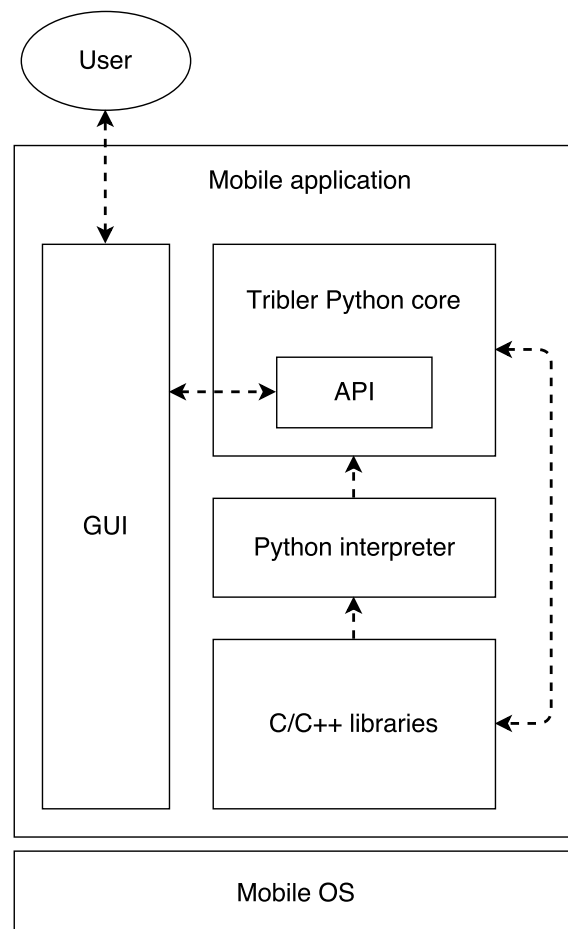 User
Mobile application
Tribler Python core
API
GUI
Python interpreter
C/C++ libraries
Mobile OS